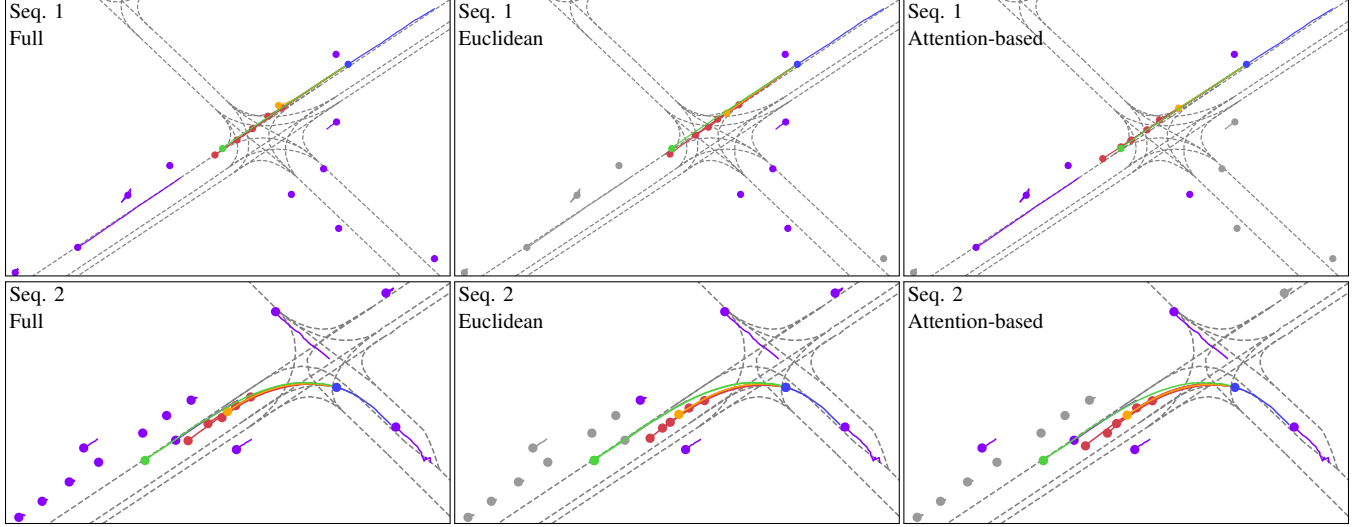 Seq. 1
Full
Seq. 1
Euclidean
Seq. 1
Attention-based
Seq. 2
Full
Seq. 2
Euclidean
Seq. 2
Attention-based